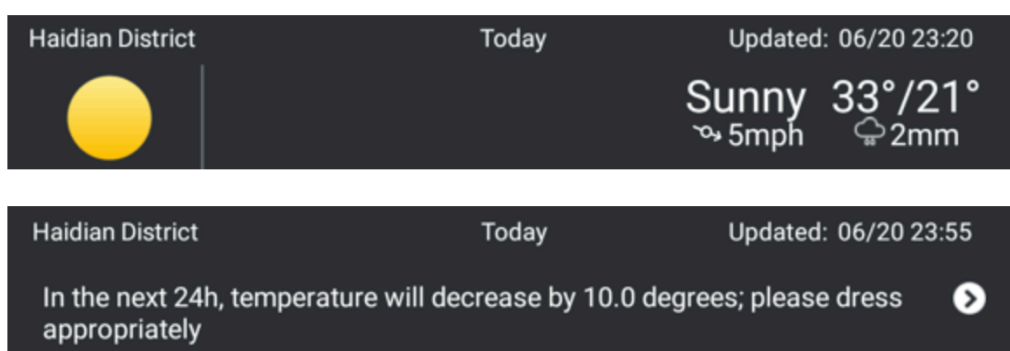 Haidian District Today Updated: 06/20 23:20
Sunny 33°/21°
5mph 2mm
Haidian District Today Updated: 06/20 23:55
In the next 24h, temperature will decrease by 10.0 degrees; please dress
appropriately